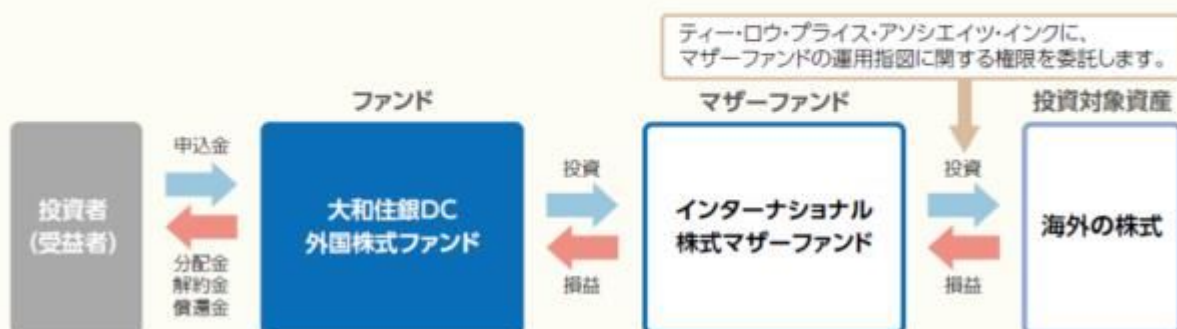 ティー・ロウ・プライス・アソシエイツ・インクに、
マザーファンドの運用指図に関する権限を委託します。
ファンド
マザーファンド
投資対象資産
投資者
(受益者)
申込金
分配金
解約金
償還金
大和住銀DC
外国株式ファンド
投資
損益
インターナショナル
株式マザーファンド
投資
損益
海外の株式